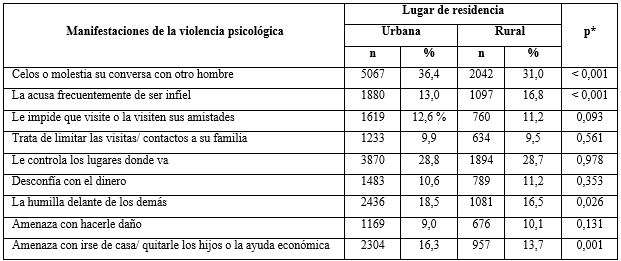 Manifestaciones de la violencia psicológica Lugar de residencia p*
Urbana Rural
n % n %
Celos o molestia su conversa con otro hombre 5067 36,4 2042 31,0 < 0,001
La acusa frecuentemente de ser infiel 1880 13,0 1097 16,8 < 0,001
Le impide que visite o la visiten sus amistades 1619 12,6 % 760 11,2 0,093
Trata de limitar las visitas/ contactos a su familia 1233 9,9 634 9,5 0,561
Le controla los lugares donde va 3870 28,8 1894 28,7 0,978
Desconfía con el dinero 1483 10,6 789 11,2 0,353
La humilla delante de los demás 2436 18,5 1081 16,5 0,026
Amenaza con hacerle daño 1169 9,0 676 10,1 0,131
Amenaza con irse de casa/ quitarle los hijos o la ayuda económica 2304 16,3 957 13,7 0,001